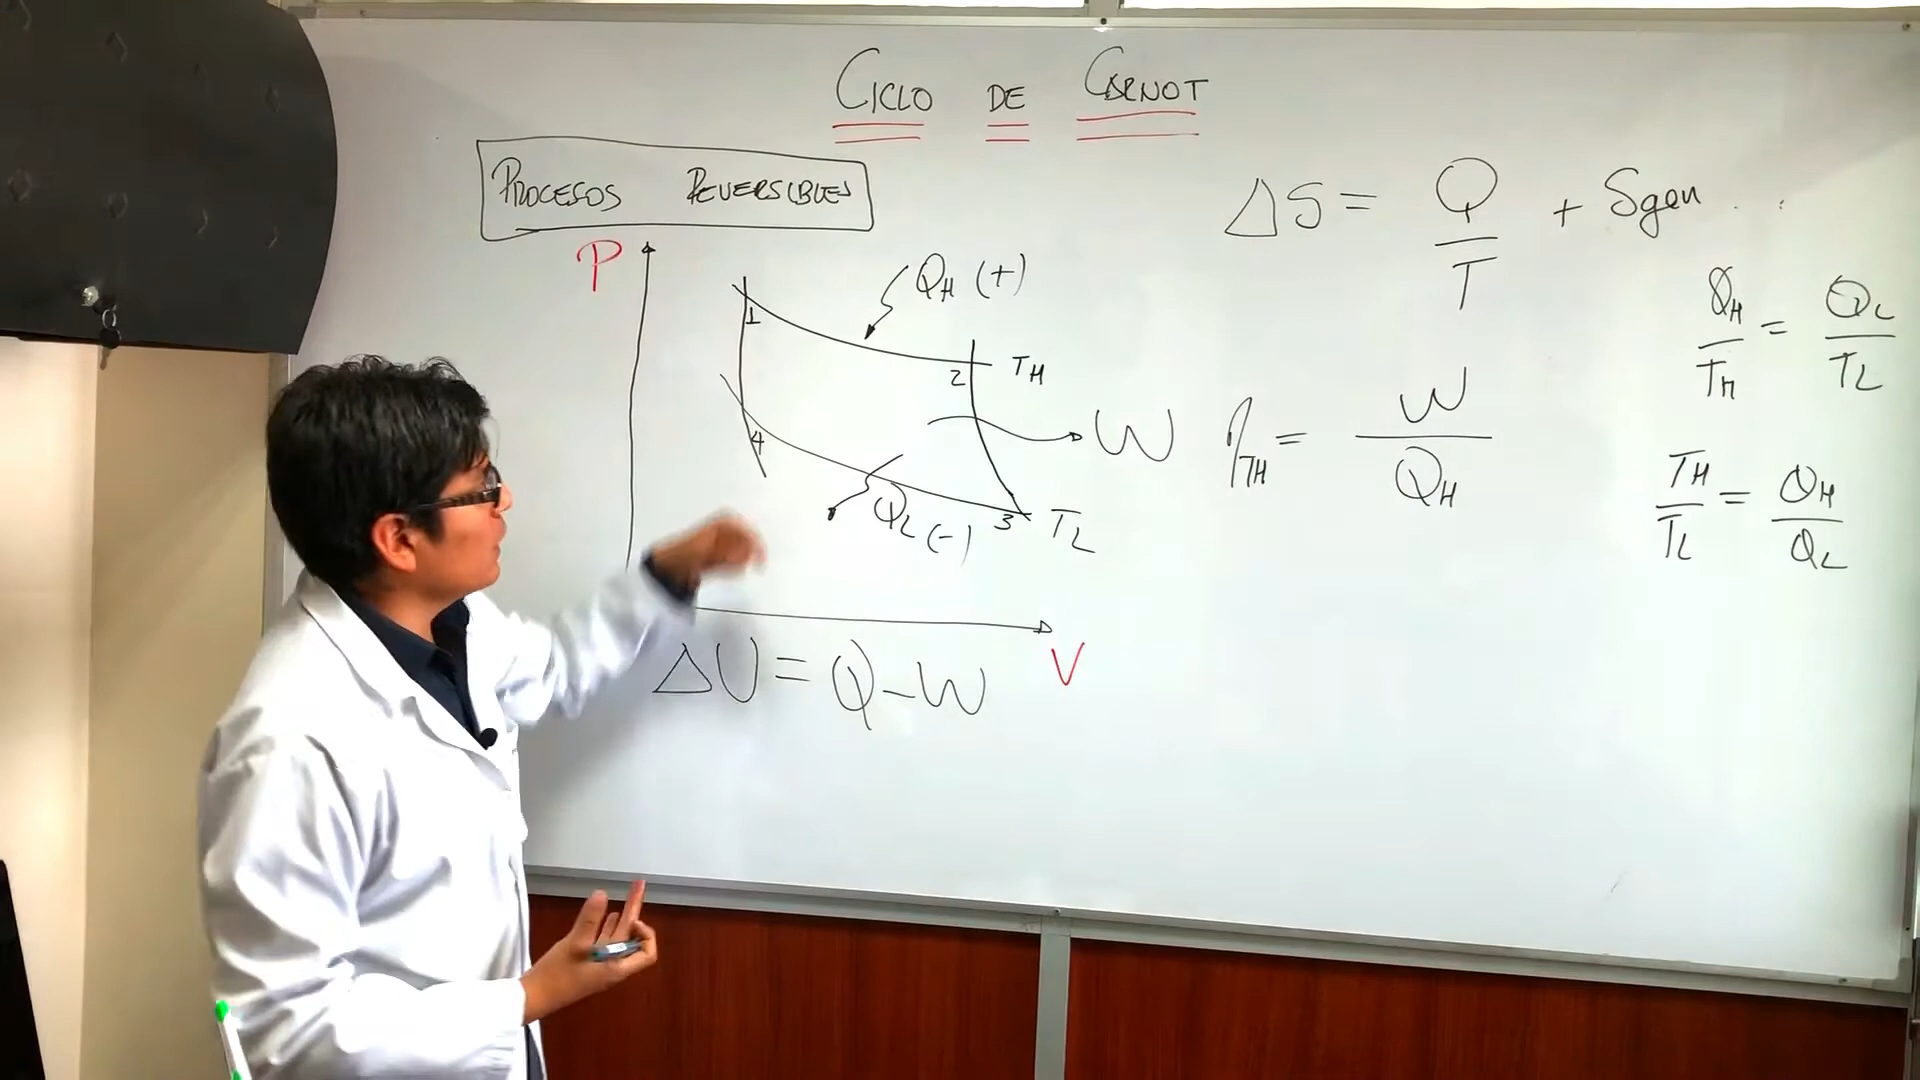 CICLO DE CARNOT
PROCESOS REVERSIBLES
ΔS = Q/T + Sgen ...
P
QH (+)
1
2
TH
W
4
QL (-)
3
TL
V
ΔU = Q - W
ηTH = W/QH
QH/TH = QL/TL
TH/TL = QH/QL